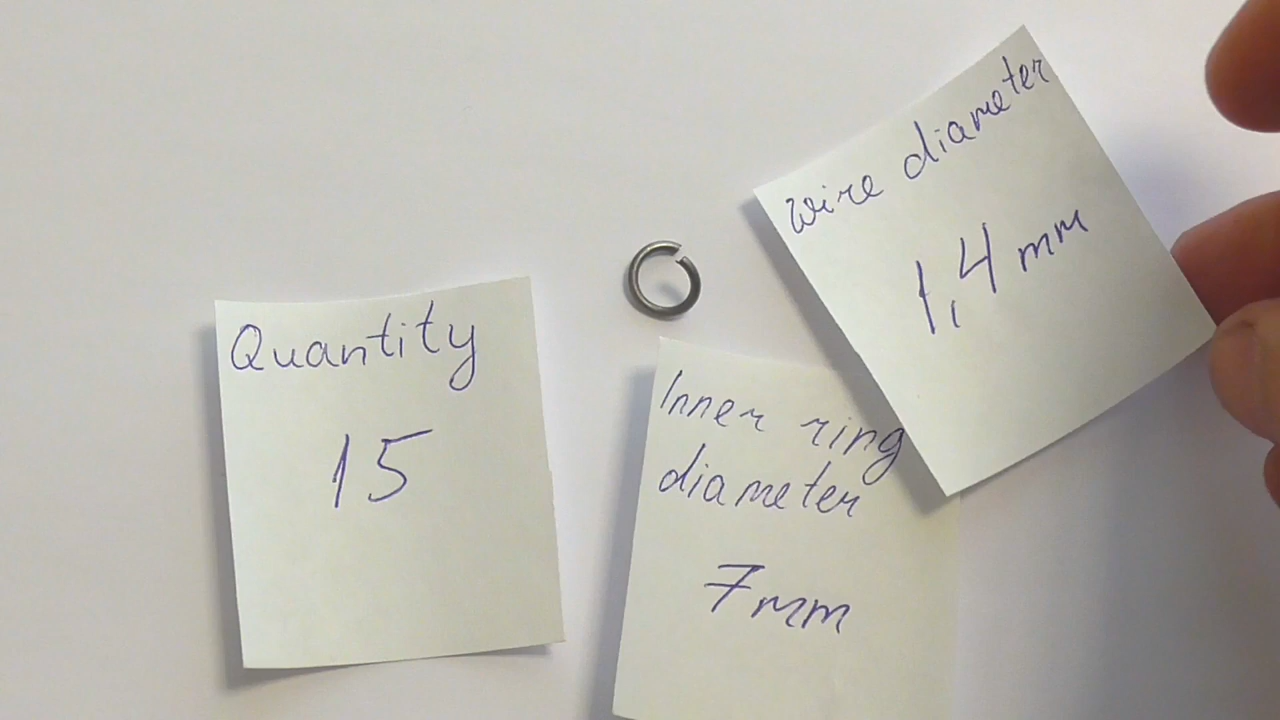 Quantity
15
Inner ring
diameter
7mm
Wire diameter
1,4 mm